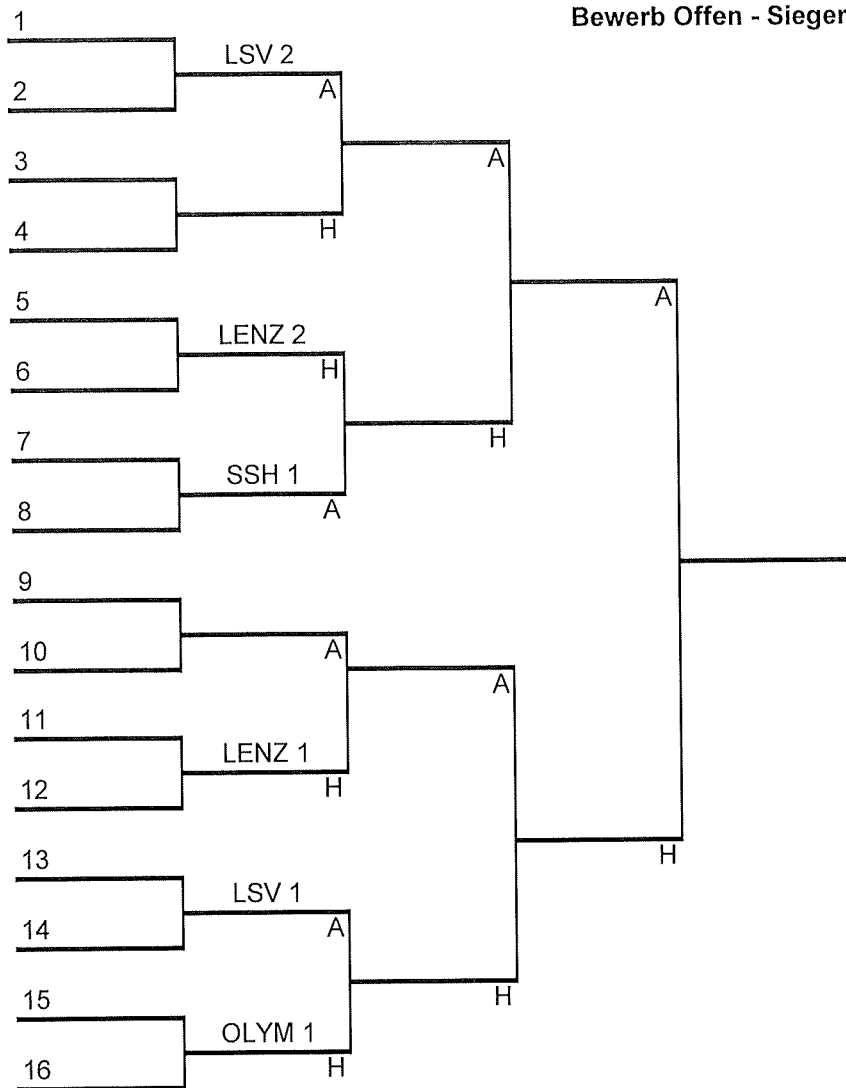 Bewerb Offen - Sieger
1
LSV 2
2
A
3
A
4
H
A
5
LENZ 2
6
H
7
H
SSH 1
8
A
9
10
A
A
11
LENZ 1
12
H
H
13
LSV 1
14
A
15
H
OLYM 1
16
H